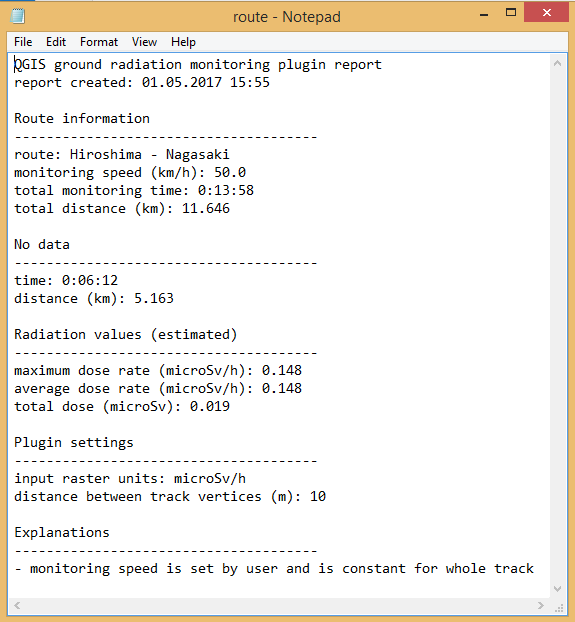 route - Notepad
File Edit Format View Help
QGIS ground radiation monitoring plugin report
report created: 01.05.2017 15:55
Route information
--------------------------------------
route: Hiroshima - Nagasaki
monitoring speed (km/h): 50.0
total monitoring time: 0:13:58
total distance (km): 11.646
No data
--------------------------------------
time: 0:06:12
distance (km): 5.163
Radiation values (estimated)
--------------------------------------
maximum dose rate (microSv/h): 0.148
average dose rate (microSv/h): 0.148
total dose (microSv): 0.019
Plugin settings
--------------------------------------
input raster units: microSv/h
distance between track vertices (m): 10
Explanations
--------------------------------------
- monitoring speed is set by user and is constant for whole track